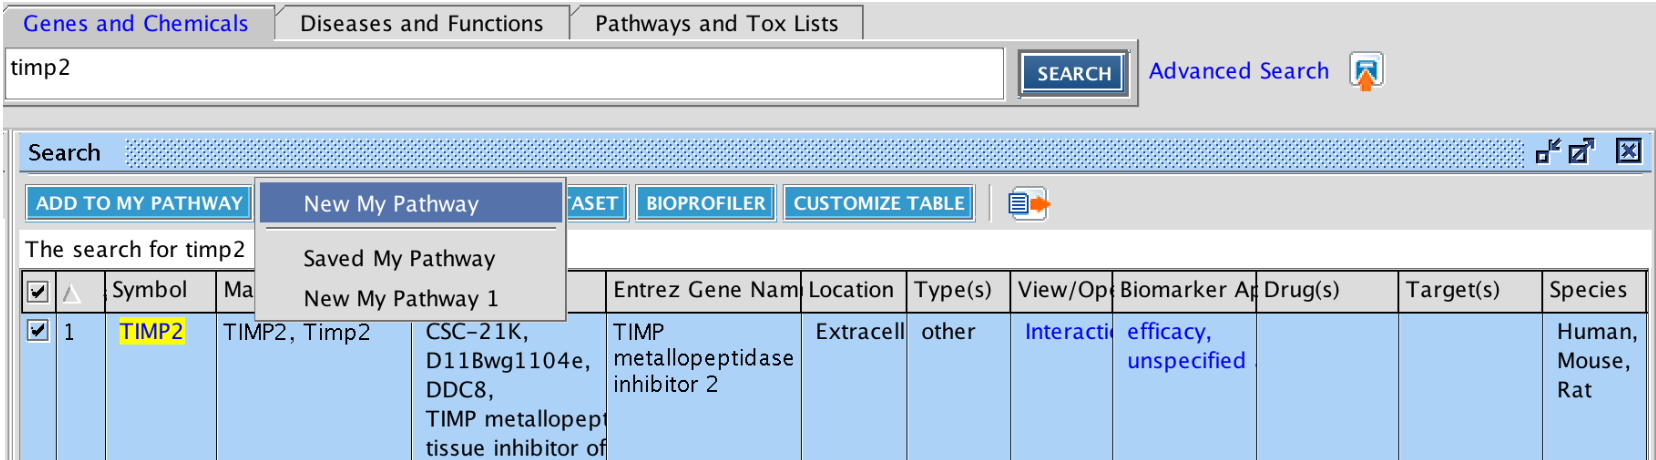 Genes and Chemicals Diseases and Functions Pathways and Tox Lists
timp2 SEARCH Advanced Search
Search
ADD TO MY PATHWAY New My Pathway TASET BIOPROFILER CUSTOMIZE TABLE
The search for timp2 Saved My Pathway
New My Pathway 1
Symbol Ma Entrez Gene Nam Location Type(s) View/Ope Biomarker Ap Drug(s) Target(s) Species
1 TIMP2 TIMP2, Timp2 CSC-21K, TIMP Extracell other Interacti efficacy, Human,
D11Bwg1104e, metallopeptidase unspecified Mouse,
DDC8, inhibitor 2 Rat
TIMP metallopept
tissue inhibitor of